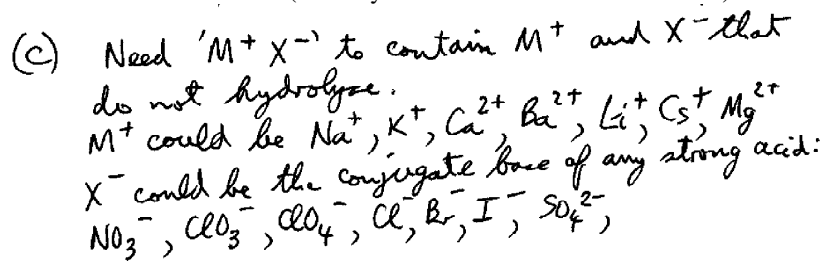 (c) Need 'M⁺ X⁻' to contain M⁺ and X⁻ that
do not hydrolyze.
M⁺ could be Na⁺, K⁺, Ca²⁺, Ba²⁺, Li⁺, Cs⁺, Mg²⁺
X⁻ could be the conjugate base of any strong acid:
NO₃⁻, ClO₃⁻, ClO₄⁻, Cl⁻, Br⁻, I⁻, SO₄²⁻,